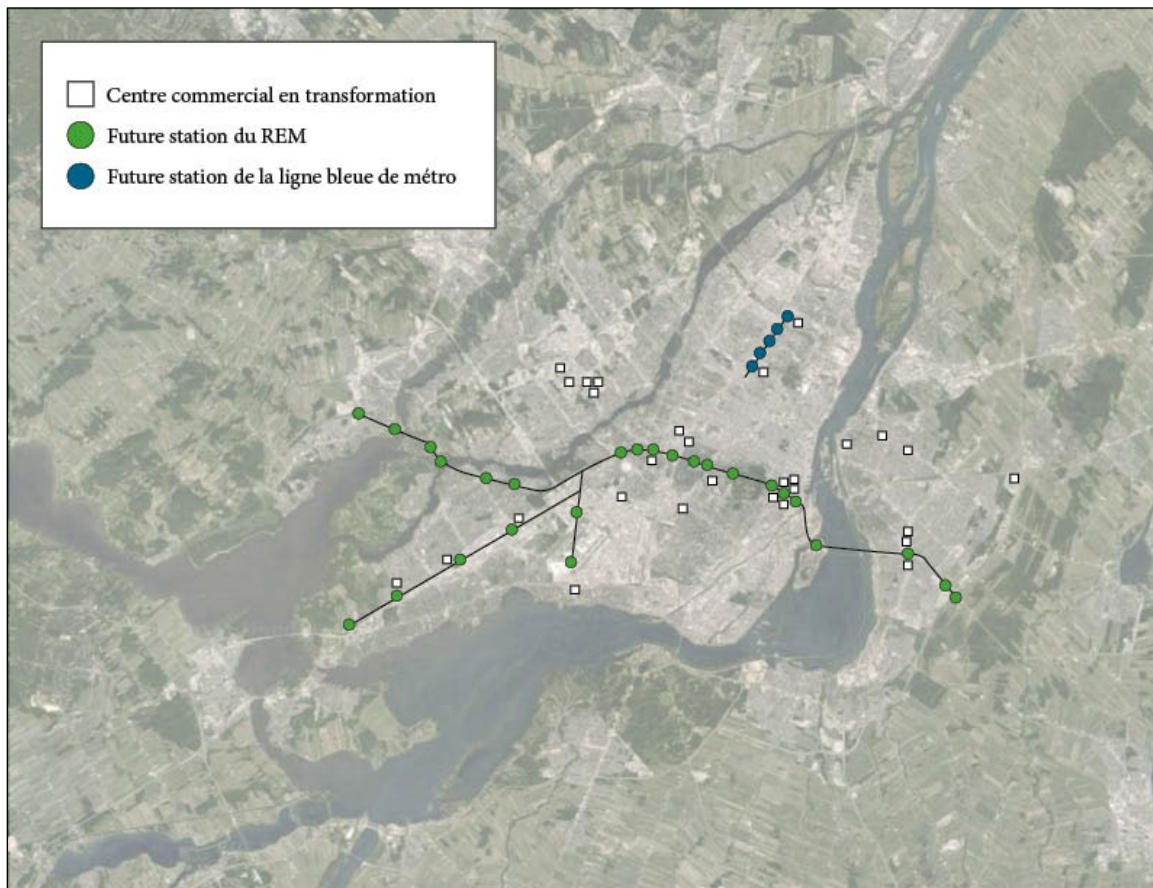 Centre commercial en transformation
Future station du REM
Future station de la ligne bleue de métro